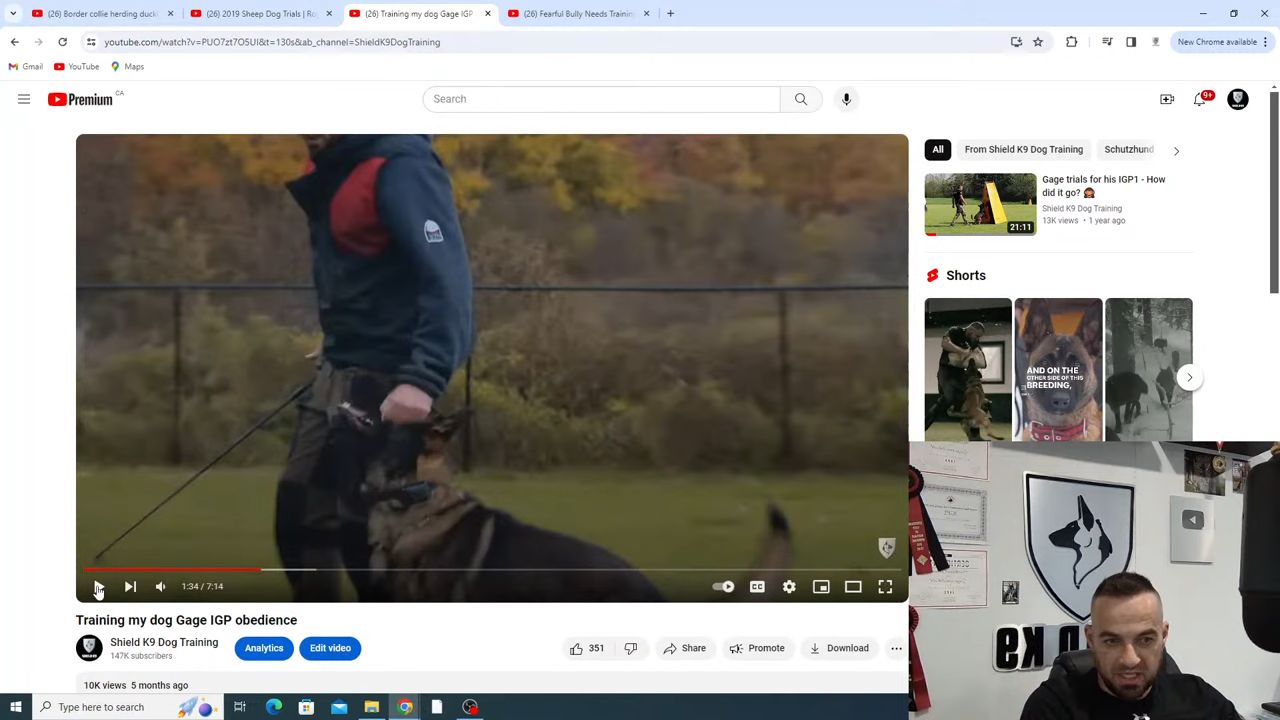 (26) Border collie herding duck
(26) 2019 Sheep Dog Trials | Ro
(26) Training my dog Gage IGP
(26) Fearful Bully Needs Training
youtube.com/watch?v=PUO7zt7O5UI&t=130s&ab_channel=ShieldK9DogTraining
New Chrome available
Gmail
YouTube
Maps
Premium
CA
Search
9+
All
From Shield K9 Dog Training
Schutzhund
Gage trials for his IGP1 - How
did it go?
Shield K9 Dog Training
13K views • 1 year ago
21:11
Shorts
AND ON THE
OTHER SIDE OF THIS
BREEDING,
1:34 / 7:14
CC
Training my dog Gage IGP obedience
Shield K9 Dog Training
147K subscribers
Analytics
Edit video
351
Share
Promote
Download
10K views 5 months ago
Type here to search